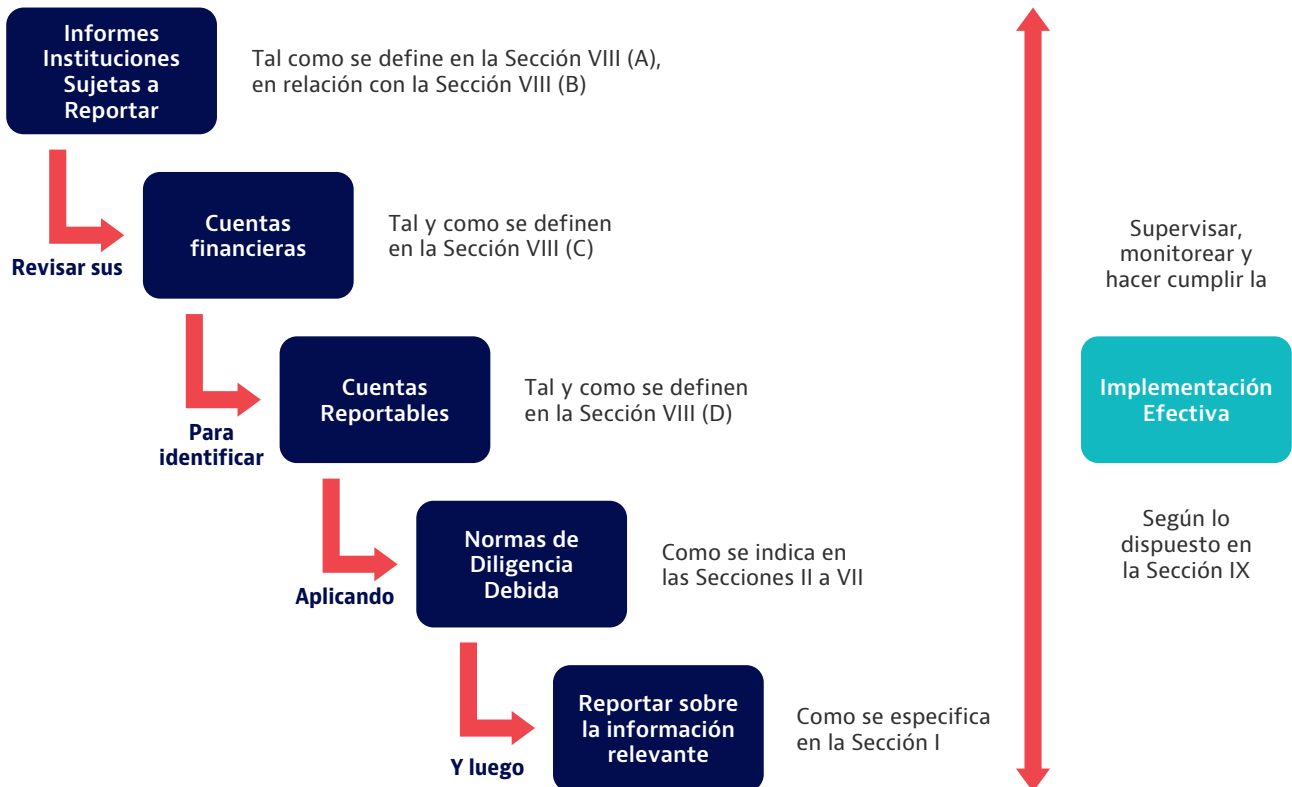 Informes
Instituciones
Sujetas a
Reportar
Tal como se define en la Sección VIII (A),
en relación con la Sección VIII (B)
Revisar sus
Cuentas
financieras
Tal y como se definen
en la Sección VIII (C)
Para
identificar
Cuentas
Reportables
Tal y como se definen
en la Sección VIII (D)
Aplicando
Normas de
Diligencia
Debida
Como se indica en
las Secciones II a VII
Y luego
Reportar sobre
la información
relevante
Como se especifica
en la Sección I
Supervisar,
monitorear y
hacer cumplir la
Implementación
Efectiva
Según lo
dispuesto en
la Sección IX